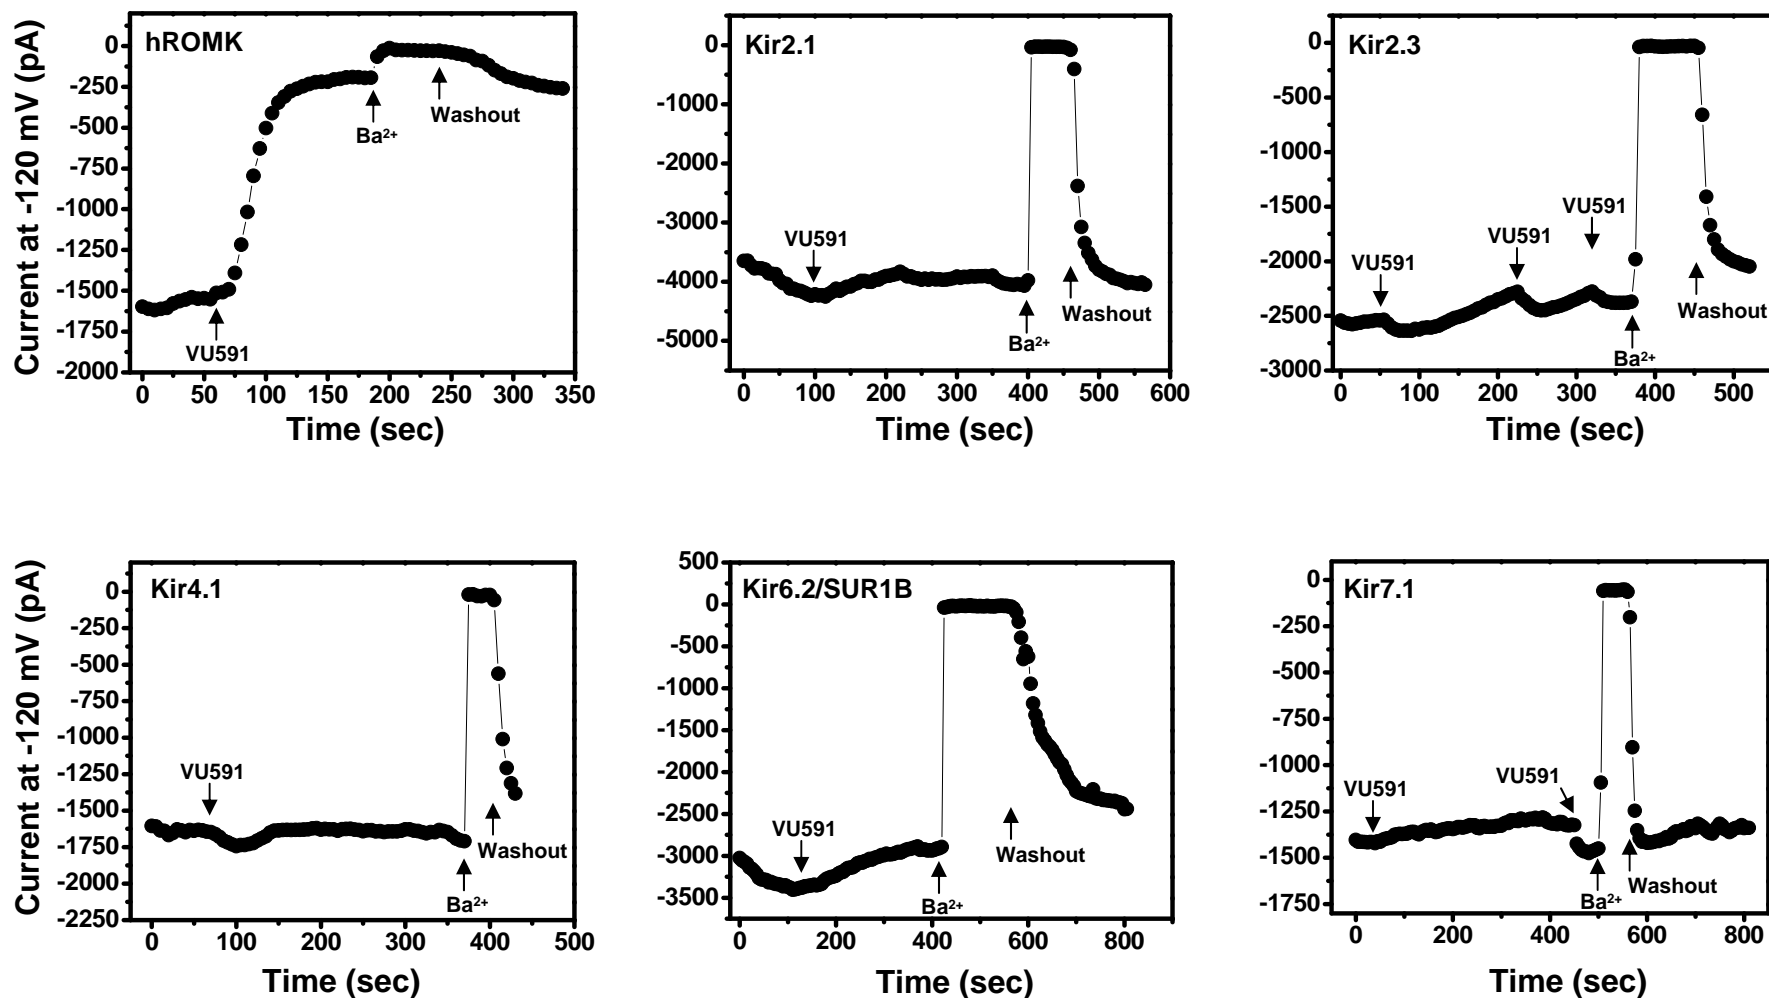 Current at -120 mV (pA)
hROMK
0
-250
-500
-750
-1000
-1250
-1500
-1750
-2000
VU591
Ba²⁺
Washout
0 50 100 150 200 250 300 350
Time (sec)
Kir2.1
0
-1000
-2000
-3000
-4000
-5000
VU591
Ba²⁺
Washout
0 100 200 300 400 500 600
Time (sec)
Kir2.3
0
-500
-1000
-1500
-2000
-2500
-3000
VU591
VU591
VU591
Ba²⁺
Washout
0 100 200 300 400 500
Time (sec)
Current at -120 mV (pA)
Kir4.1
0
-250
-500
-750
-1000
-1250
-1500
-1750
-2000
-2250
VU591
Ba²⁺
Washout
0 100 200 300 400 500
Time (sec)
Kir6.2/SUR1B
500
0
-500
-1000
-1500
-2000
-2500
-3000
-3500
VU591
Ba²⁺
Washout
0 200 400 600 800
Time (sec)
Kir7.1
0
-250
-500
-750
-1000
-1250
-1500
-1750
VU591
VU591
Ba²⁺
Washout
0 200 400 600 800
Time (sec)